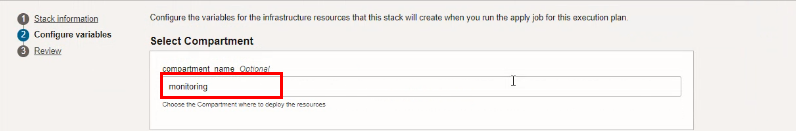 1 Stack information
2 Configure variables
3 Review
Configure the variables for the infrastructure resources that this stack will create when you run the apply job for this execution plan.
Select Compartment
compartment_name Optional
monitoring
Choose the Compartment where to deploy the resources